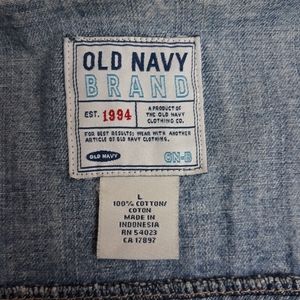 OLD NAVY
BRAND
EST. 1994
A PRODUCT OF
THE OLD NAVY
CLOTHING CO.
FOR BEST RESULTS: WEAR WITH ANOTHER
ARTICLE OF OLD NAVY CLOTHING
OLD NAVY
GN-D
L
100% COTTON/
COTON
MADE IN
INDONESIA
RN 54023
CA 17897